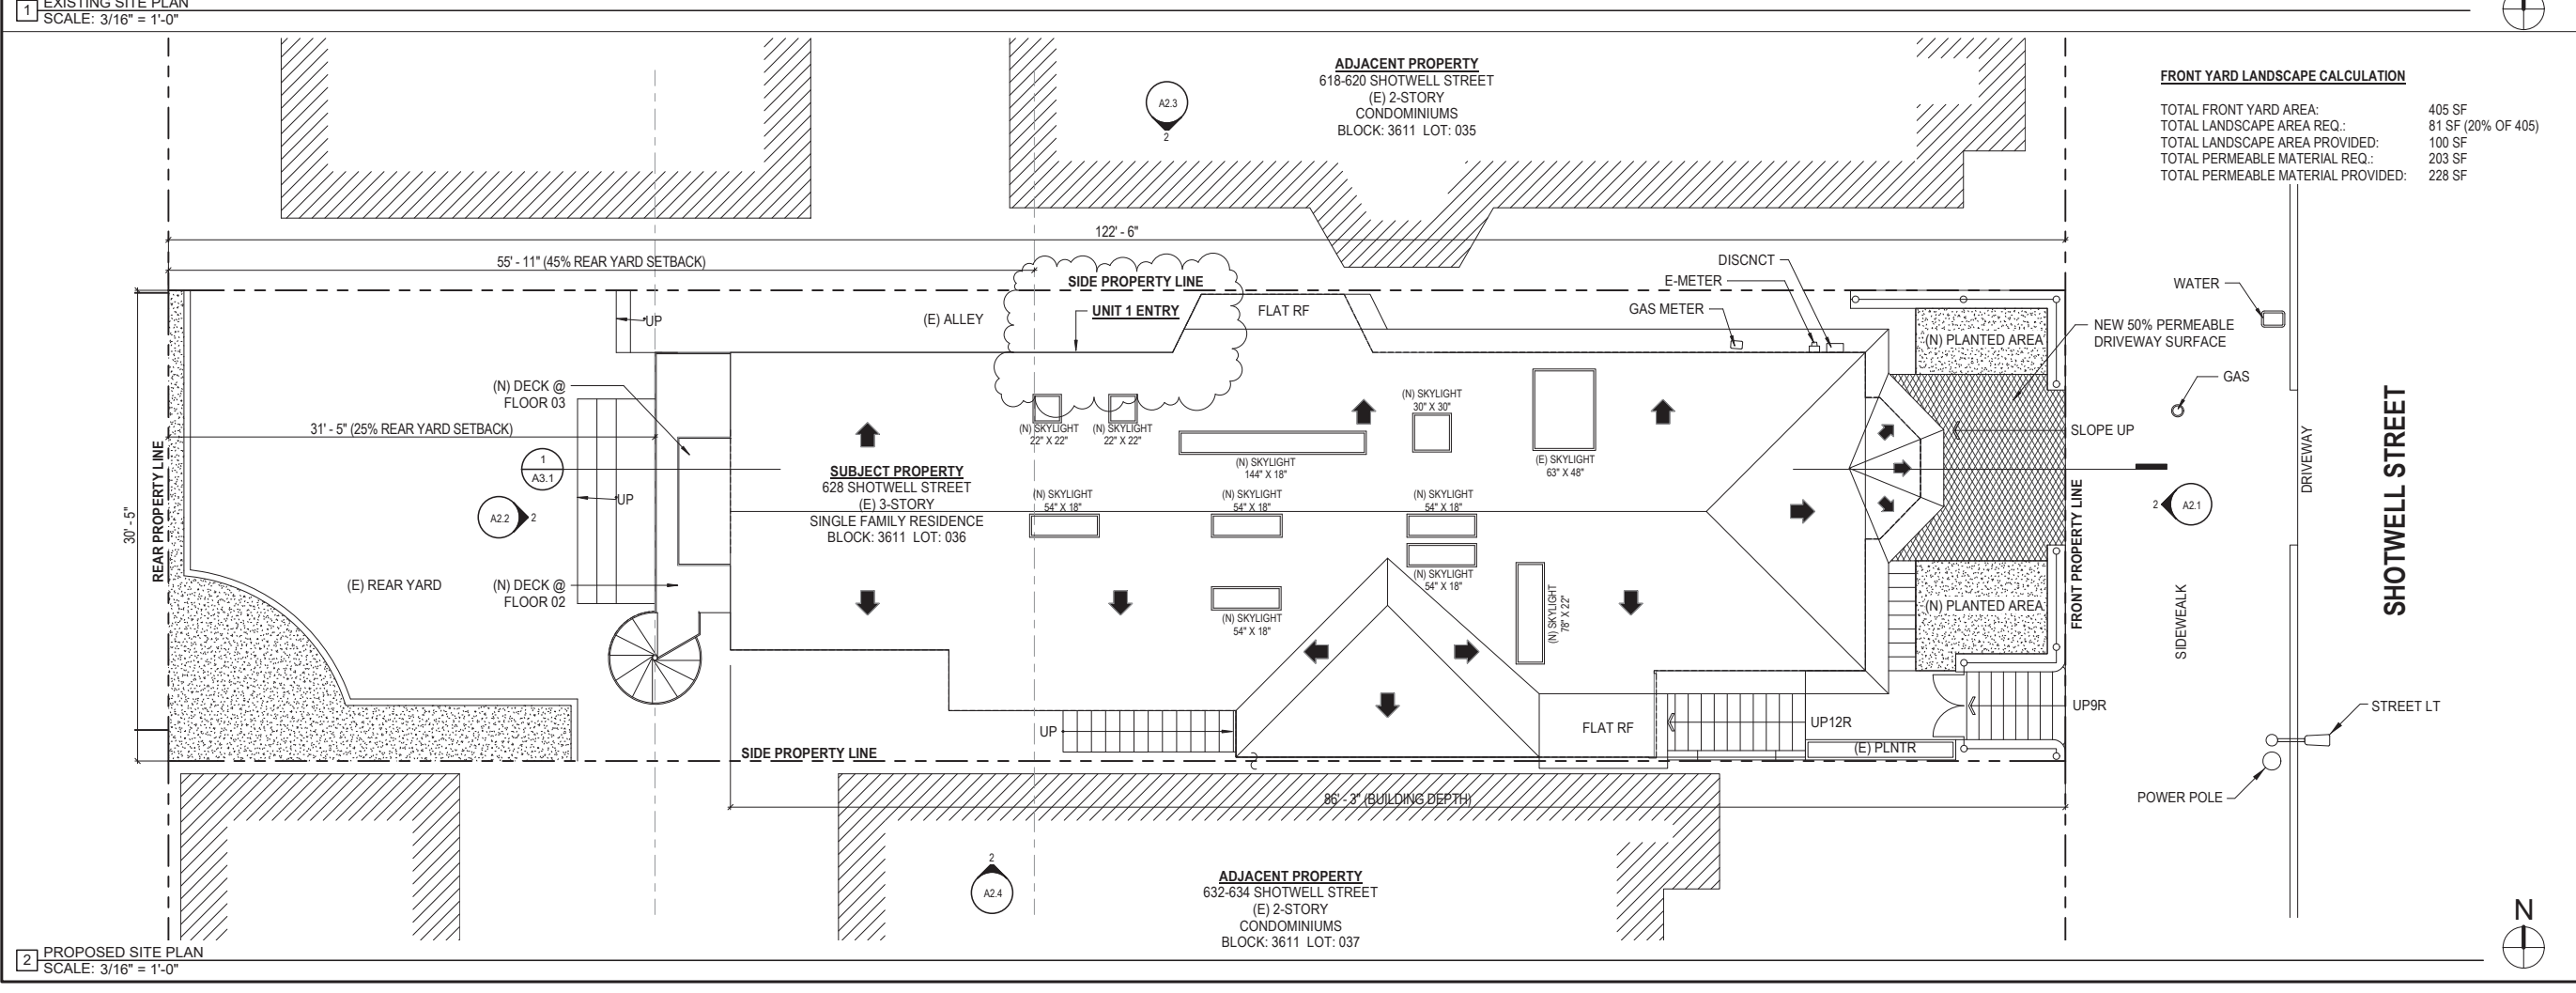 1
EXISTING SITE PLAN
SCALE: 3/16" = 1'-0"
ADJACENT PROPERTY
618-620 SHOTWELL STREET
(E) 2-STORY
CONDOMINIUMS
BLOCK: 3611 LOT: 035
A2.3
2
FRONT YARD LANDSCAPE CALCULATION
TOTAL FRONT YARD AREA: 405 SF
TOTAL LANDSCAPE AREA REQ.: 81 SF (20% OF 405)
TOTAL LANDSCAPE AREA PROVIDED: 100 SF
TOTAL PERMEABLE MATERIAL REQ.: 203 SF
TOTAL PERMEABLE MATERIAL PROVIDED: 228 SF
122' - 6"
55' - 11" (45% REAR YARD SETBACK)
SIDE PROPERTY LINE
DISCNCT
E-METER
GAS METER
WATER
UP
(E) ALLEY
UNIT 1 ENTRY
FLAT RF
(N) PLANTED AREA
NEW 50% PERMEABLE
DRIVEWAY SURFACE
GAS
(N) DECK @
FLOOR 03
31' - 5" (25% REAR YARD SETBACK)
(N) SKYLIGHT
22" X 22"
(N) SKYLIGHT
22" X 22"
(N) SKYLIGHT
144" X 18"
(N) SKYLIGHT
30" X 30"
(E) SKYLIGHT
63" X 48"
SLOPE UP
1
A3.1
SUBJECT PROPERTY
628 SHOTWELL STREET
(E) 3-STORY
SINGLE FAMILY RESIDENCE
BLOCK: 3611 LOT: 036
UP
A2.2
2
(N) SKYLIGHT
54" X 18"
(N) SKYLIGHT
54" X 18"
(N) SKYLIGHT
54" X 18"
(N) SKYLIGHT
54" X 18"
(N) SKYLIGHT
54" X 18"
(N) SKYLIGHT
78" X 22"
2
A2.1
30' - 5"
REAR PROPERTY LINE
FRONT PROPERTY LINE
DRIVEWAY
SIDEWEALK
SHOTWELL STREET
(E) REAR YARD
(N) DECK @
FLOOR 02
(N) PLANTED AREA
UP
FLAT RF
UP12R
UP9R
(E) PLNTR
STREET LT
SIDE PROPERTY LINE
POWER POLE
86' - 3" (BUILDING DEPTH)
2
A2.4
ADJACENT PROPERTY
632-634 SHOTWELL STREET
(E) 2-STORY
CONDOMINIUMS
BLOCK: 3611 LOT: 037
N
2
PROPOSED SITE PLAN
SCALE: 3/16" = 1'-0"